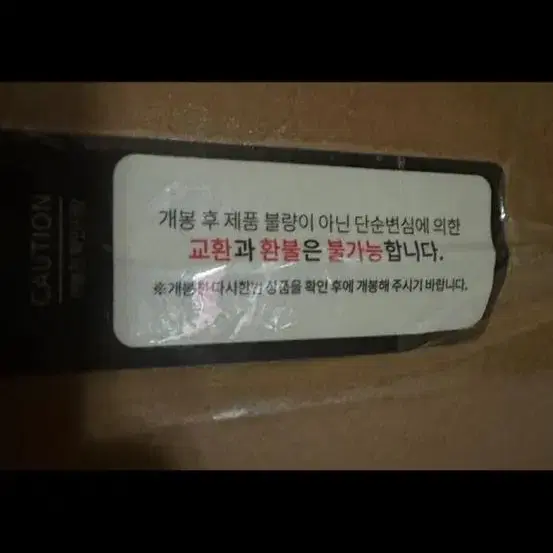 CAUTION
개봉 후 제품 불량이 아닌 단순변심에 의한
교환과 환불은 불가능합니다.
※ 개봉 전 다시한번 상품을 확인 후에 개봉해 주시기 바랍니다.